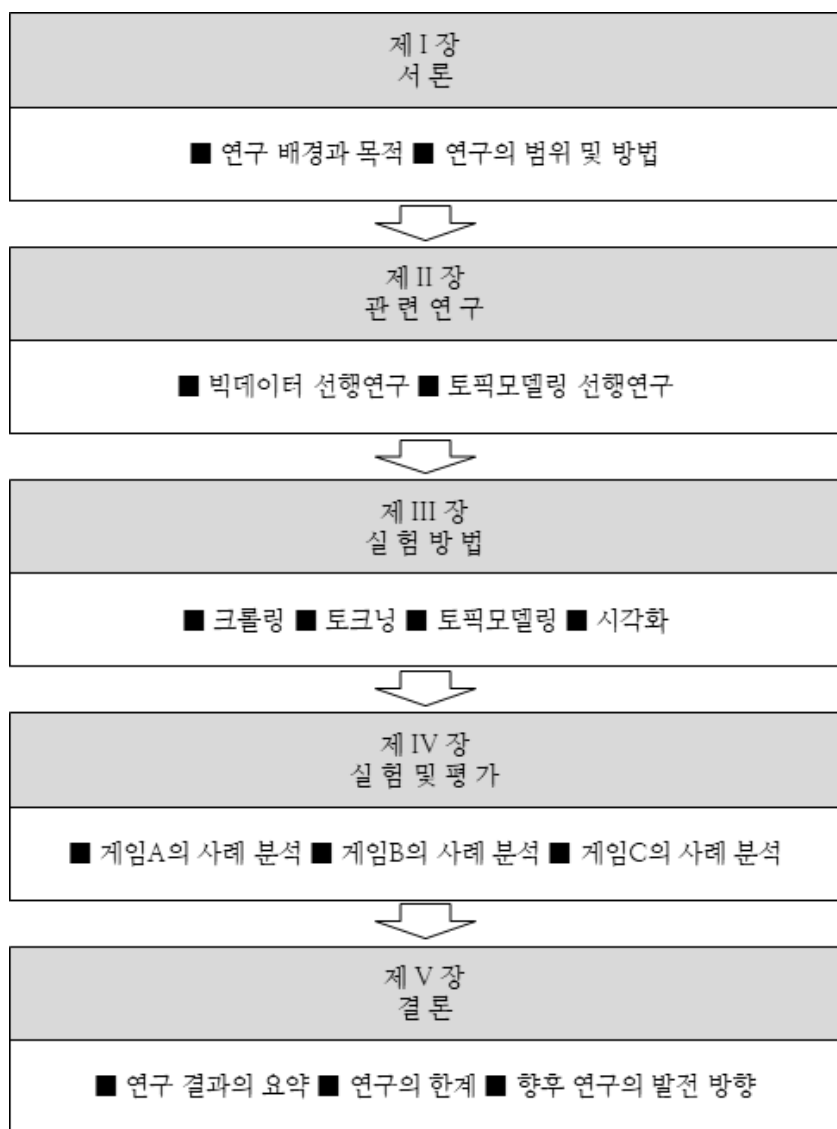 제 I 장
서 론
■ 연구 배경과 목적 ■ 연구의 범위 및 방법
제 II 장
관 련 연 구
■ 빅데이터 선행연구 ■ 토픽모델링 선행연구
제 III 장
실 험 방 법
■ 크롤링 ■ 토크닝 ■ 토픽모델링 ■ 시각화
제 IV 장
실 험 및 평 가
■ 게임A의 사례 분석 ■ 게임B의 사례 분석 ■ 게임C의 사례 분석
제 V 장
결 론
■ 연구 결과의 요약 ■ 연구의 한계 ■ 향후 연구의 발전 방향